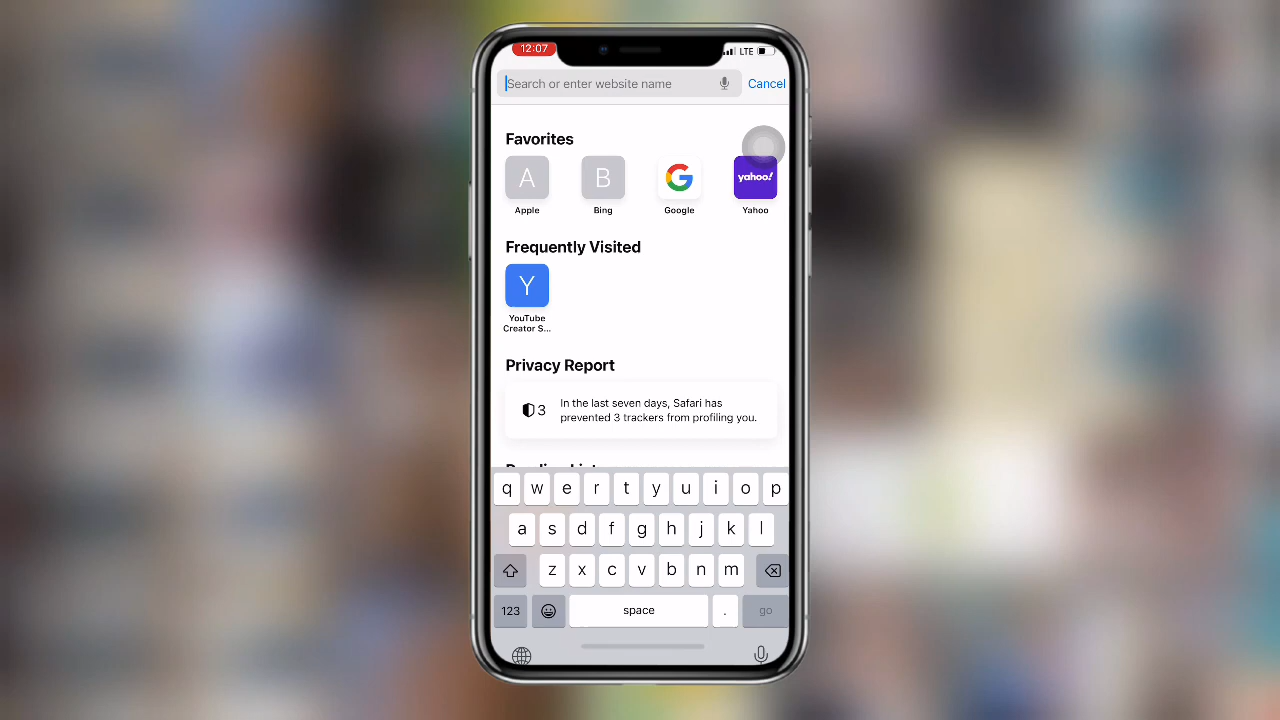 12:07
LTE
Search or enter website name
Cancel
Favorites
A
B
G
yahoo!
Apple
Bing
Google
Yahoo
Frequently Visited
Y
YouTube
Creator S...
Privacy Report
3
In the last seven days, Safari has
prevented 3 trackers from profiling you.
q w e r t y u i o p
a s d f g h j k l
z x c v b n m
123
space
.
go